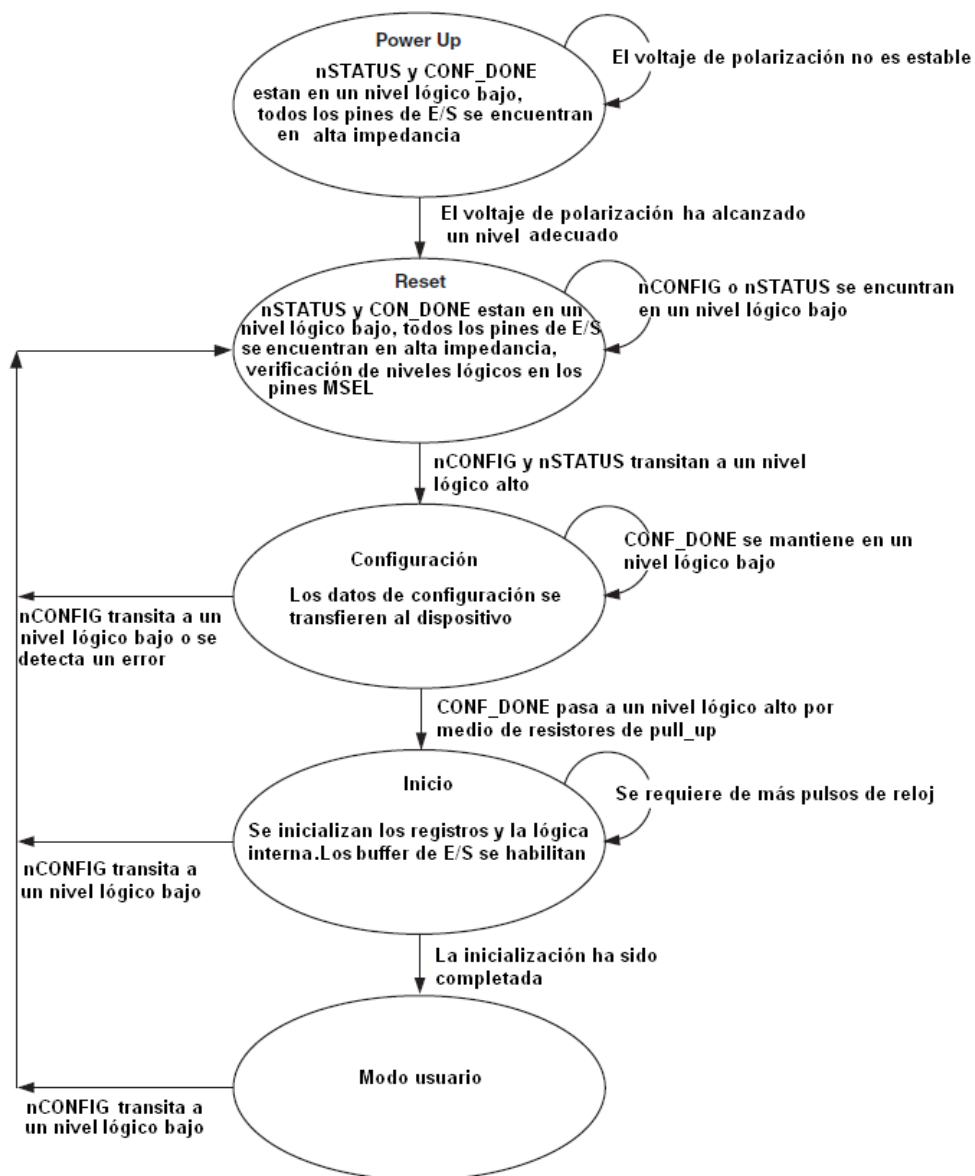 Power Up
nSTATUS y CONF_DONE
estan en un nivel lógico bajo,
todos los pines de E/S se encuentran
en alta impedancia
El voltaje de polarización no es estable
El voltaje de polarización ha alcanzado
un nivel adecuado
Reset
nSTATUS y CON_DONE estan en un
nivel lógico bajo, todos los pines de E/S
se encuentran en alta impedancia,
verificación de niveles lógicos en los
pines MSEL
nCONFIG o nSTATUS se encuntran
en un nivel lógico bajo
nCONFIG y nSTATUS transitan a un nivel
lógico alto
Configuración
Los datos de configuración se
transfieren al dispositivo
CONF_DONE se mantiene en un
nivel lógico bajo
nCONFIG transita a un
nivel lógico bajo o se
detecta un error
CONF_DONE pasa a un nivel lógico alto por
medio de resistores de pull_up
Inicio
Se inicializan los registros y la lógica
interna.Los buffer de E/S se habilitan
Se requiere de más pulsos de reloj
nCONFIG transita a
un nivel lógico bajo
La inicialización ha sido
completada
Modo usuario
nCONFIG transita a
un nivel lógico bajo